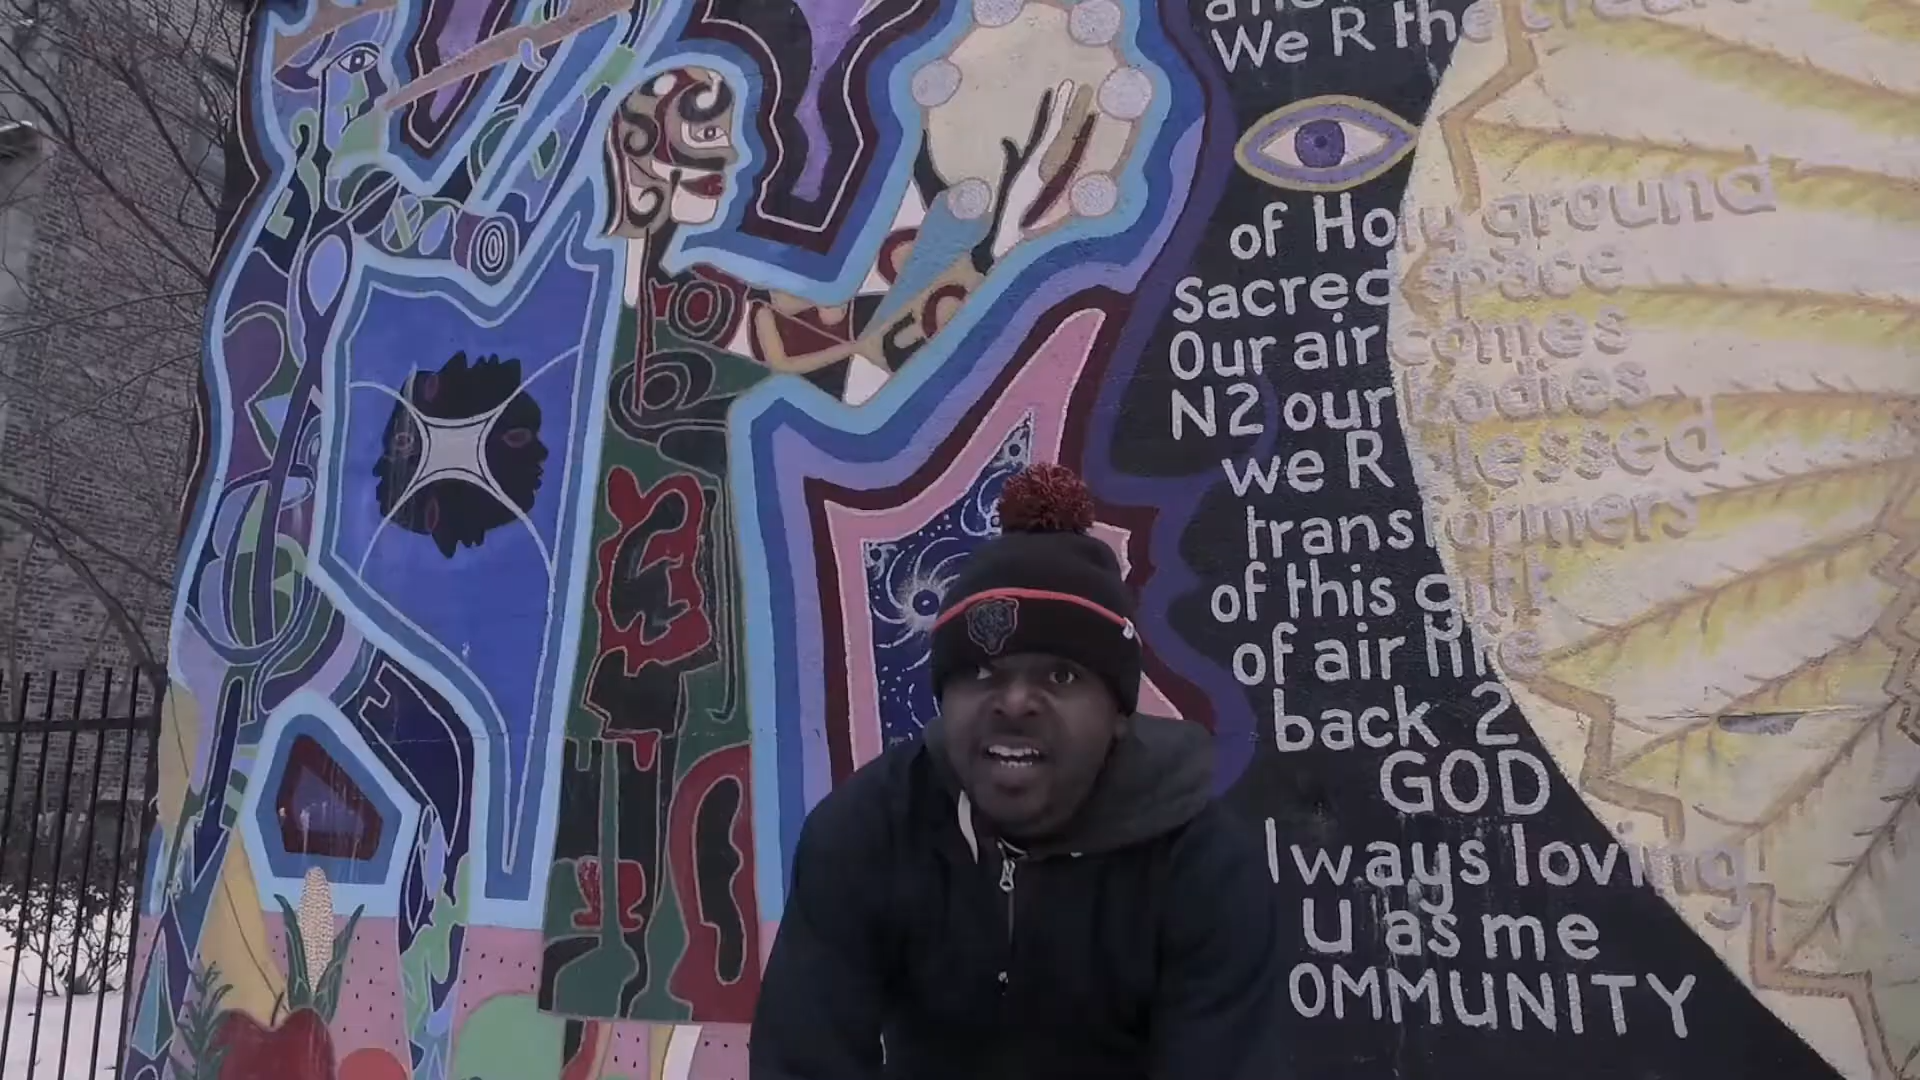 We R the
of Holy ground
Sacred space
Our air comes
N2 our bodies
we R blessed
transformers
of this gift
of air life
back 2
GOD
lways loving
U as me
OMMUNITY